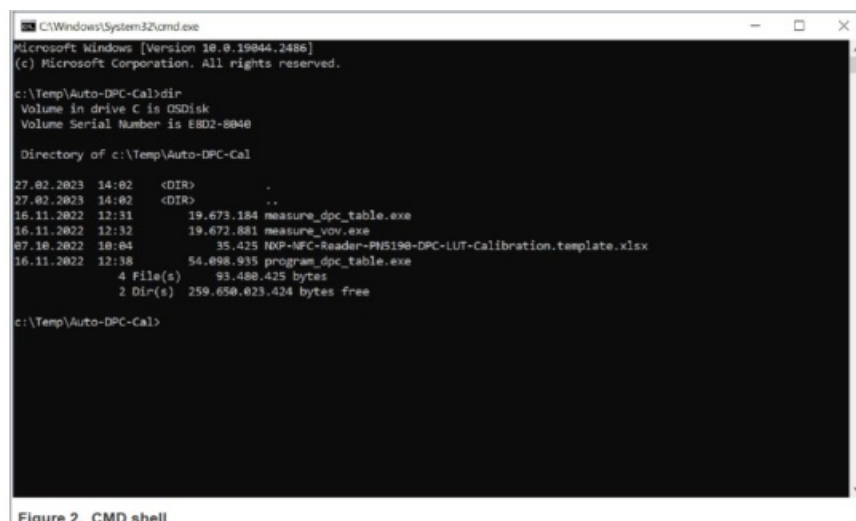 C:\Windows\System32\cmd.exe
Microsoft Windows [Version 10.0.19044.2486]
(c) Microsoft Corporation. All rights reserved.
c:\Temp\Auto-DPC-Cal>dir
Volume in drive C is OSDisk
Volume Serial Number is E8D2-8040
Directory of c:\Temp\Auto-DPC-Cal
27.02.2023 14:02 <DIR> .
27.02.2023 14:02 <DIR> ..
16.11.2022 12:31 19.673.184 measure_dpc_table.exe
16.11.2022 12:32 19.672.881 measure_vov.exe
07.10.2022 10:04 35.425 NXP-NFC-Reader-PN5190-DPC-LUT-Calibration.template.xlsx
16.11.2022 12:38 54.098.935 program_dpc_table.exe
4 File(s) 93.480.425 bytes
2 Dir(s) 259.650.023.424 bytes free
c:\Temp\Auto-DPC-Cal>
Figure 2. CMD shell